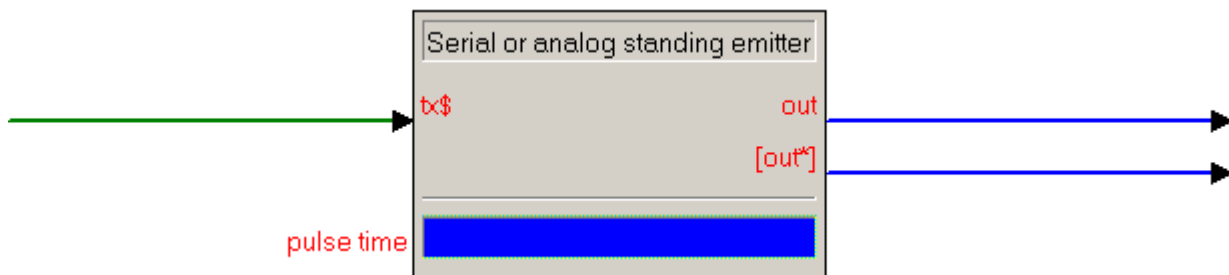 Serial or analog standing emitter
tx$ out
[out*]
pulse time